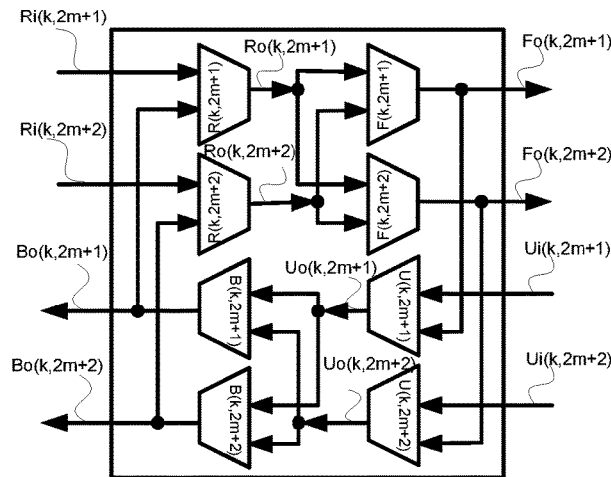 Ri(k,2m+1)
Ro(k,2m+1)
Fo(k,2m+1)
R(k,2m+1)
F(k,2m+1)
Ri(k,2m+2)
Ro(k,2m+2)
Fo(k,2m+2)
R(k,2m+2)
F(k,2m+2)
Bo(k,2m+1)
Uo(k,2m+1)
Ui(k,2m+1)
B(k,2m+1)
U(k,2m+1)
Bo(k,2m+2)
Uo(k,2m+2)
Ui(k,2m+2)
B(k,2m+2)
U(k,2m+2)